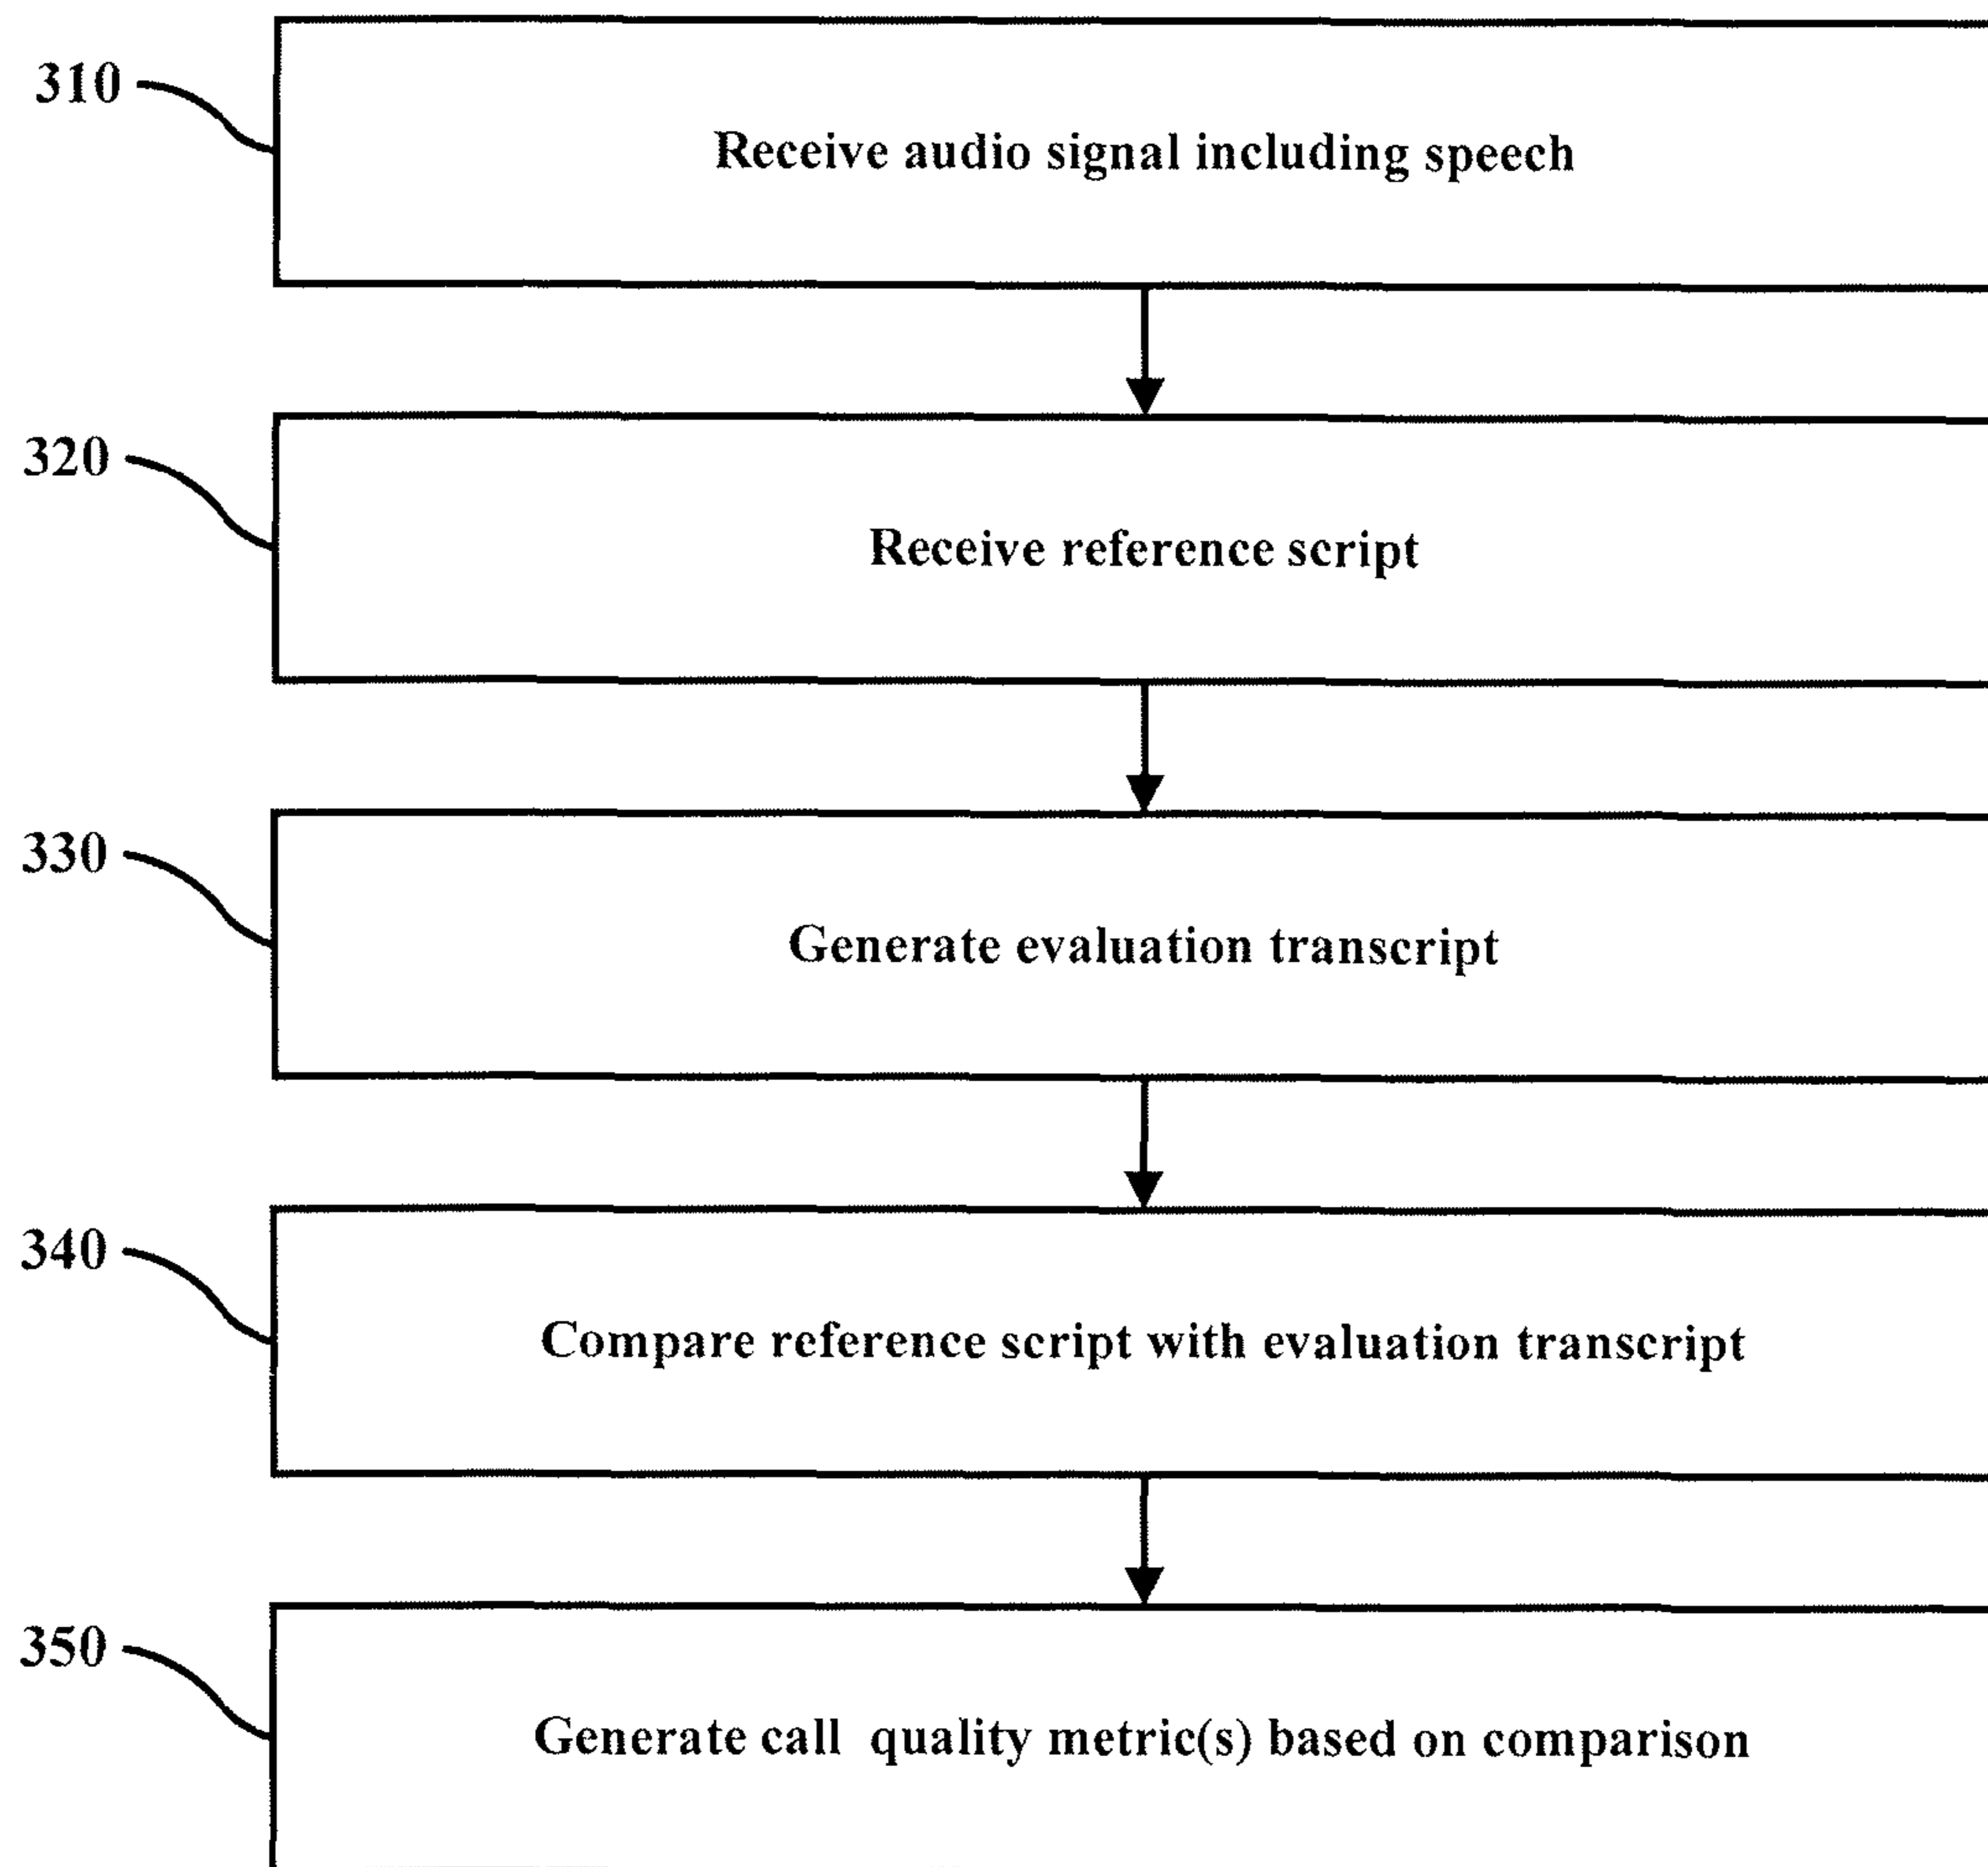 310
Receive audio signal including speech
320
Receive reference script
330
Generate evaluation transcript
340
Compare reference script with evaluation transcript
350
Generate call quality metric(s) based on comparison